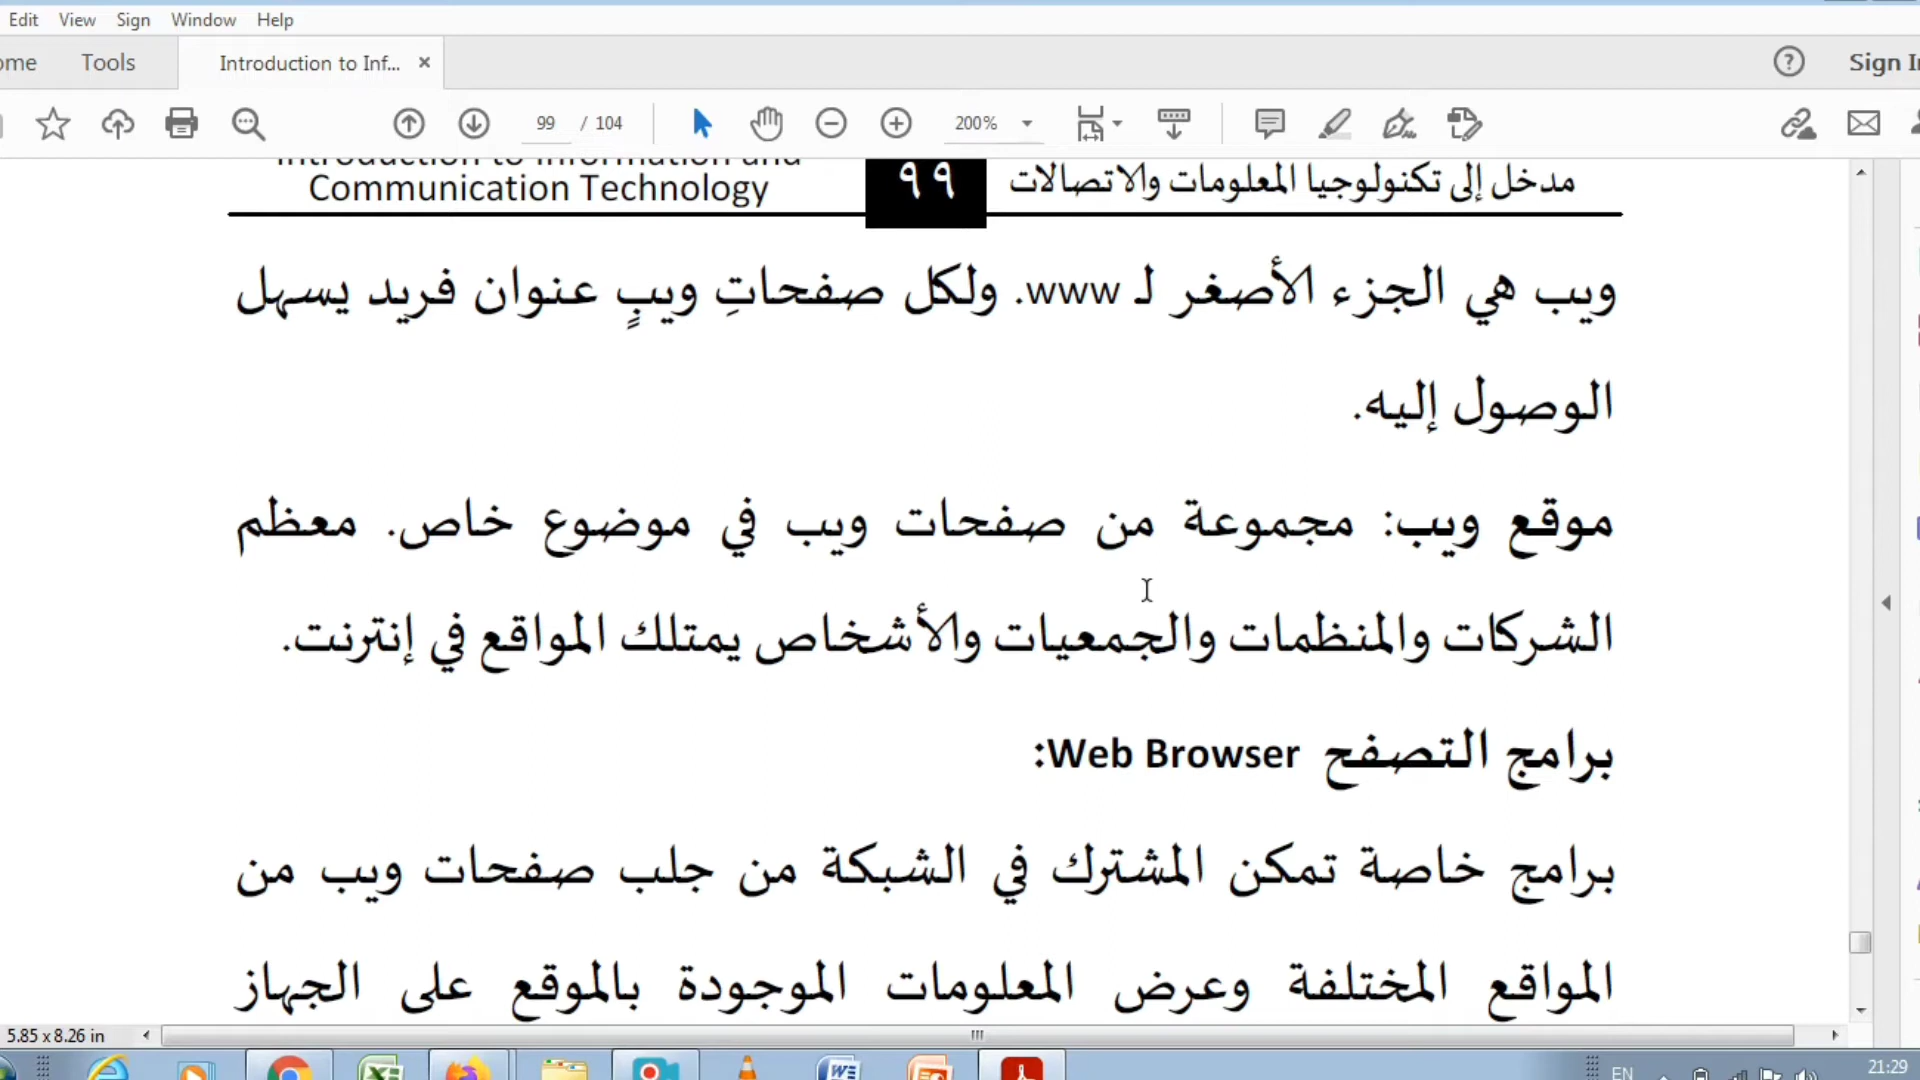 Edit View Sign Window Help
Tools Introduction to Inf... Sign
99 / 104 200%
Introduction to Information and
Communication Technology
٩٩
مدخل إلى تكنولوجيا المعلومات والاتصالات
ويب هي الجزء الأصغر لـ www. ولكل صفحاتِ ويبٍ عنوان فريد يسهل
الوصول إليه.
موقع ويب: مجموعة من صفحات ويب في موضوع خاص. معظم
الشركات والمنظمات والجمعيات والأشخاص يمتلك المواقع في إنترنت.
برامج التصفح Web Browser:
برامج خاصة تمكن المشترك في الشبكة من جلب صفحات ويب من
المواقع المختلفة وعرض المعلومات الموجودة بالموقع على الجهاز
5.85 x 8.26 in
EN 21:29